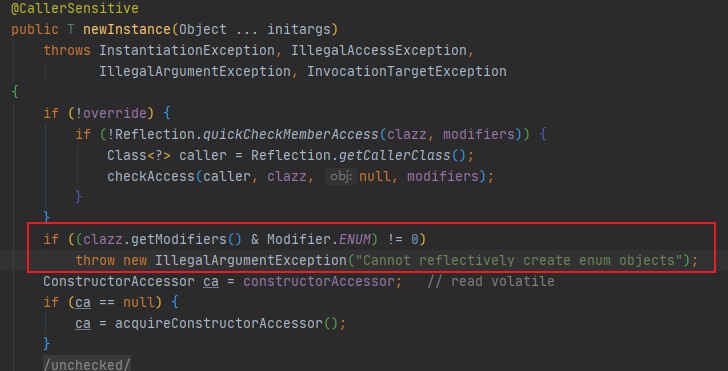 @CallerSensitive
public T newInstance(Object ... initargs)
throws InstantiationException, IllegalAccessException,
IllegalArgumentException, InvocationTargetException
{
if (!override) {
if (!Reflection.quickCheckMemberAccess(clazz, modifiers)) {
Class<?> caller = Reflection.getCallerClass();
checkAccess(caller, clazz, obj: null, modifiers);
}
}
if ((clazz.getModifiers() & Modifier.ENUM) != 0)
throw new IllegalArgumentException("Cannot reflectively create enum objects");
ConstructorAccessor ca = constructorAccessor;   // read volatile
if (ca == null) {
ca = acquireConstructorAccessor();
}
/unchecked/